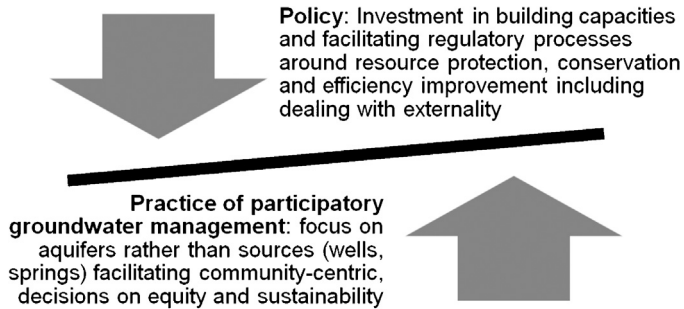 Policy: Investment in building capacities
and facilitating regulatory processes
around resource protection, conservation
and efficiency improvement including
dealing with externality
Practice of participatory
groundwater management: focus on
aquifers rather than sources (wells,
springs) facilitating community-centric,
decisions on equity and sustainability